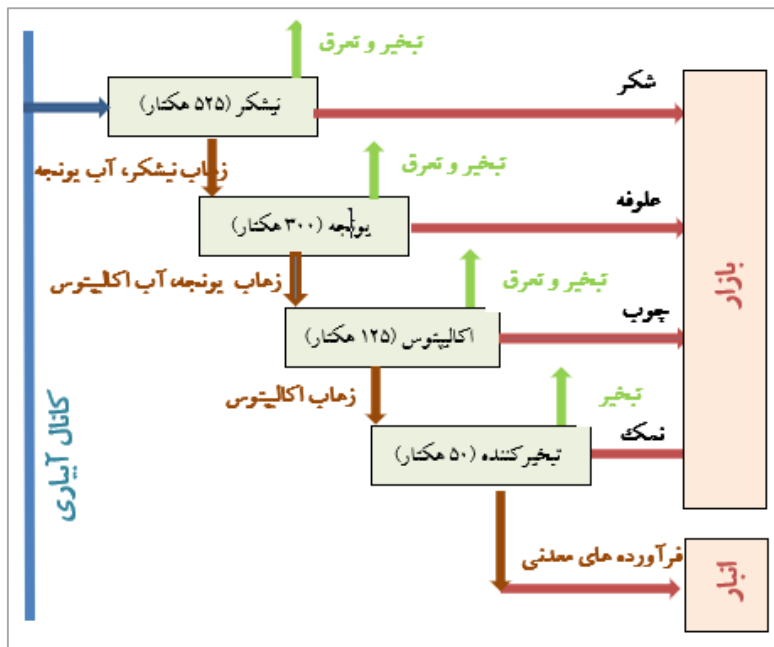 تبخیر و تعرق
شکر
نیشکر (۵۲۵ هکتار)
زهاب نیشکر، آب یونجه
تبخیر و تعرق
علوفه
یونجه (۳۰۰ هکتار)
زهاب یونجه، آب اکالیپتوس
تبخیر و تعرق
چوب
اکالیپتوس (۱۲۵ هکتار)
زهاب اکالیپتوس
تبخیر
نمک
تبخیرکننده (۵۰ هکتار)
فرآورده های معدنی
بازار
انبار
کانال آبیاری